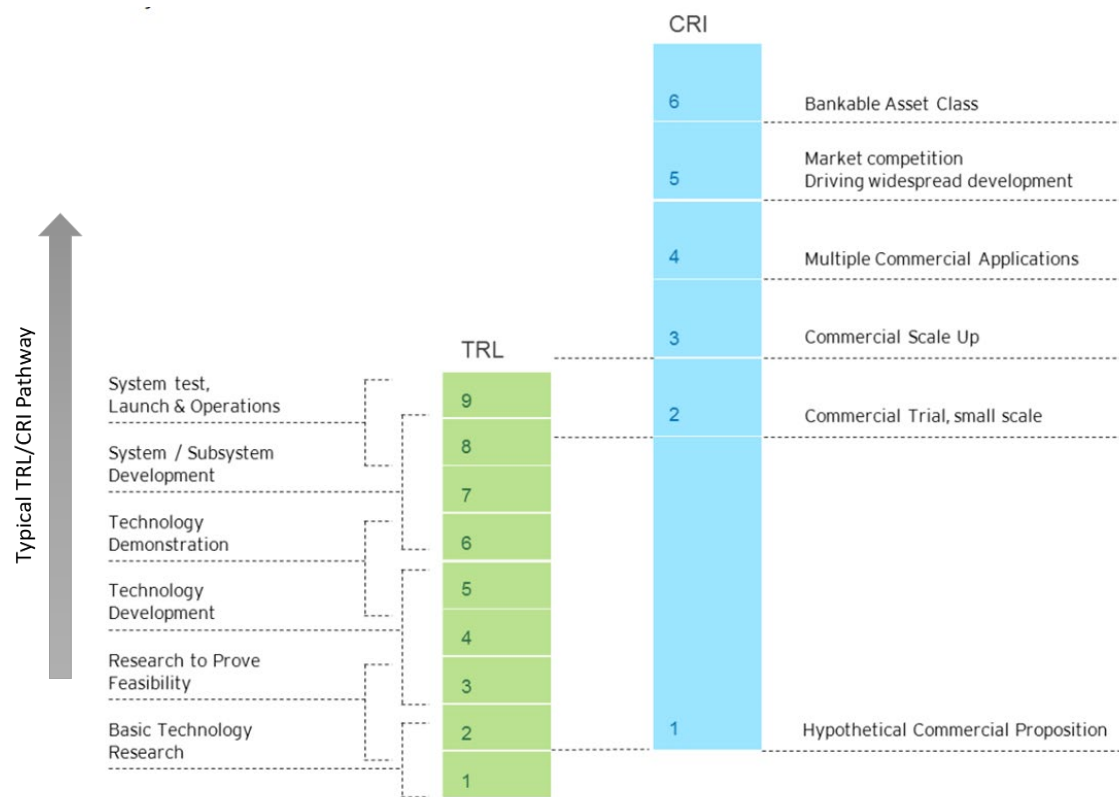 CRI
6
Bankable Asset Class
5
Market competition
Driving widespread development
4
Multiple Commercial Applications
3
Commercial Scale Up
2
Commercial Trial, small scale
1
Hypothetical Commercial Proposition
TRL
9
8
7
6
5
4
3
2
1
System test,
Launch & Operations
System / Subsystem
Development
Technology
Demonstration
Technology
Development
Research to Prove
Feasibility
Basic Technology
Research
Typical TRL/CRI Pathway